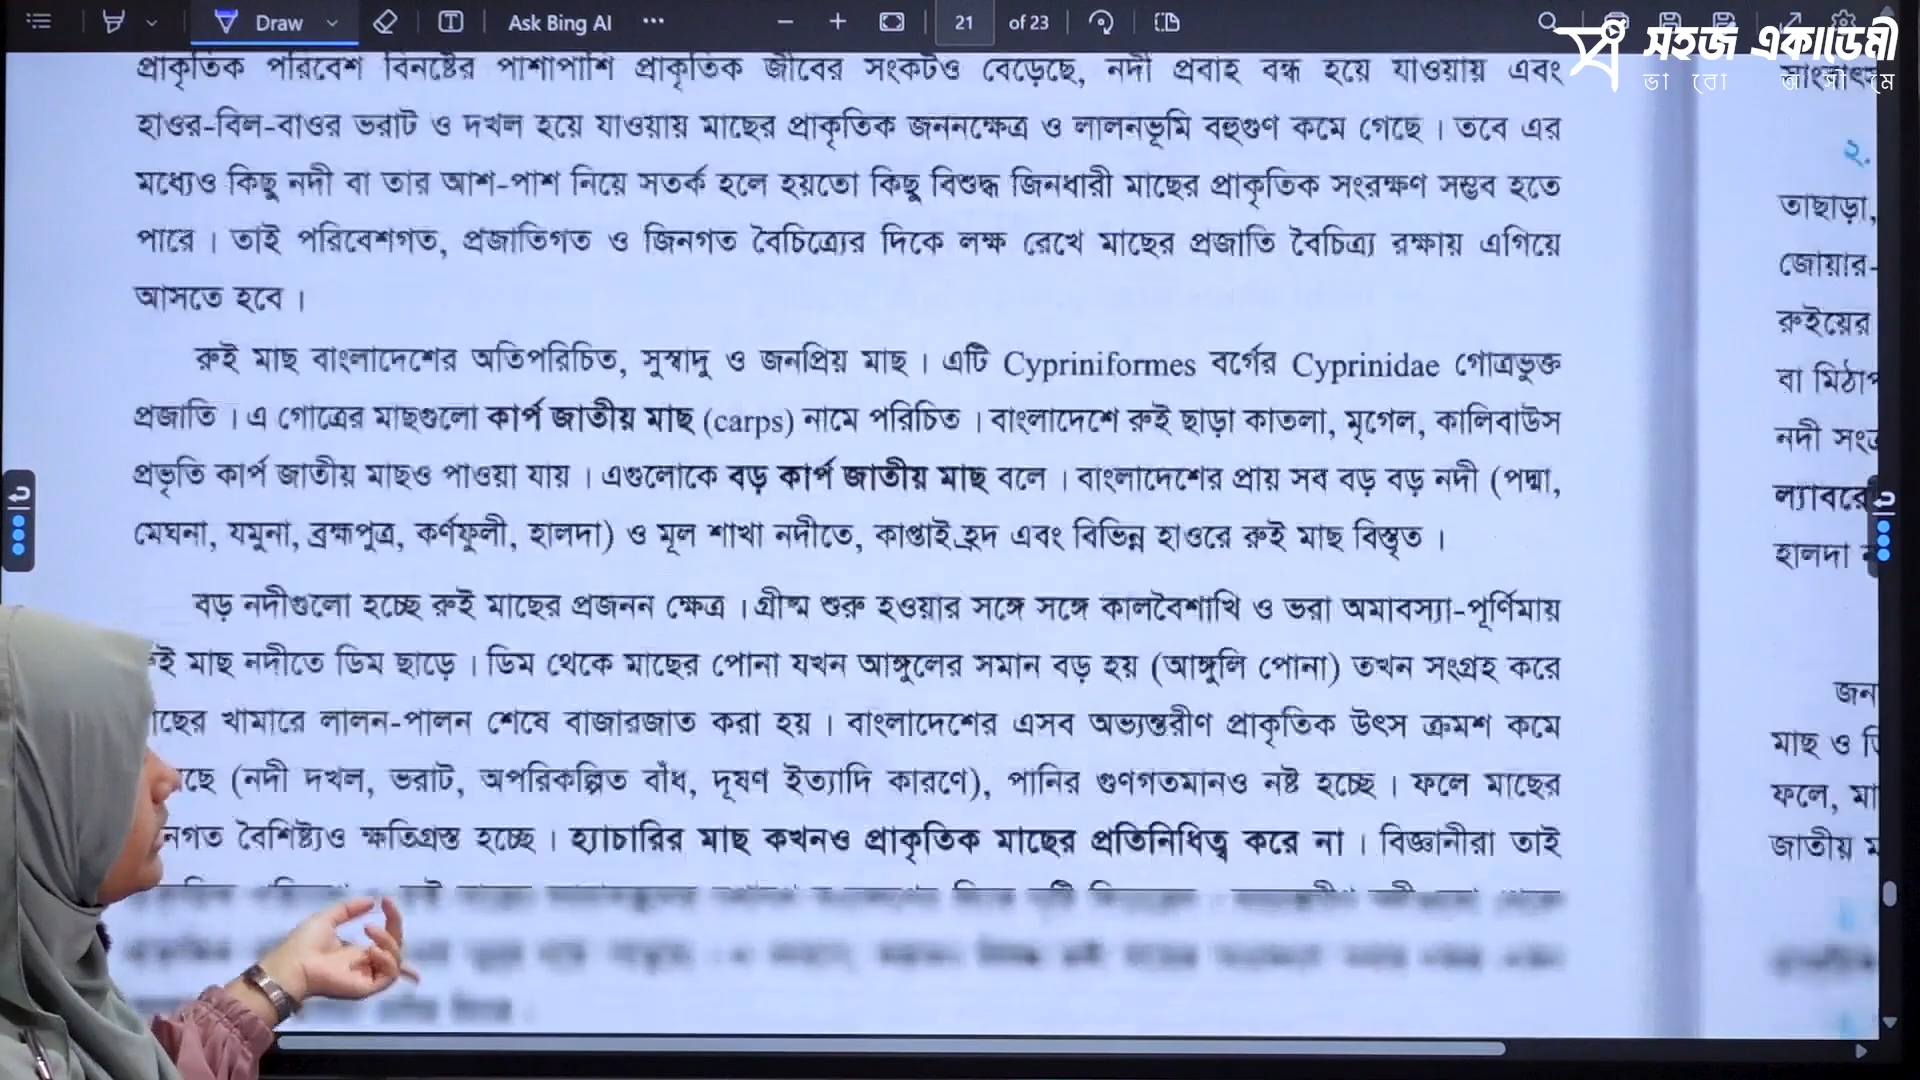 Draw
Ask Bing AI
21 of 23
সহজ একাডেমী
প্রাকৃতিক পরিবেশ বিনষ্টের পাশাপাশি প্রাকৃতিক জীবের সংকটও বেড়েছে, নদী প্রবাহ বন্ধ হয়ে যাওয়ায় এবং
হাওর-বিল-বাওর ভরাট ও দখল হয়ে যাওয়ায় মাছের প্রাকৃতিক জননক্ষেত্র ও লালনভূমি বহুগুণ কমে গেছে । তবে এর
মধ্যেও কিছু নদী বা তার আশ-পাশ নিয়ে সতর্ক হলে হয়তো কিছু বিশুদ্ধ জিনধারী মাছের প্রাকৃতিক সংরক্ষণ সম্ভব হতে
পারে । তাই পরিবেশগত, প্রজাতিগত ও জিনগত বৈচিত্র্যের দিকে লক্ষ রেখে মাছের প্রজাতি বৈচিত্র্য রক্ষায় এগিয়ে
আসতে হবে ।
রুই মাছ বাংলাদেশের অতিপরিচিত, সুস্বাদু ও জনপ্রিয় মাছ । এটি Cypriniformes বর্গের Cyprinidae গোত্রভুক্ত
প্রজাতি । এ গোত্রের মাছগুলো কার্প জাতীয় মাছ (carps) নামে পরিচিত । বাংলাদেশে রুই ছাড়া কাতলা, মৃগেল, কালিবাউস
প্রভৃতি কার্প জাতীয় মাছও পাওয়া যায় । এগুলোকে বড় কার্প জাতীয় মাছ বলে । বাংলাদেশের প্রায় সব বড় বড় নদী (পদ্মা,
মেঘনা, যমুনা, ব্রহ্মপুত্র, কর্ণফুলী, হালদা) ও মূল শাখা নদীতে, কাপ্তাই হ্রদ এবং বিভিন্ন হাওরে রুই মাছ বিস্তৃত ।
বড় নদীগুলো হচ্ছে রুই মাছের প্রজনন ক্ষেত্র । গ্রীষ্ম শুরু হওয়ার সঙ্গে সঙ্গে কালবৈশাখি ও ভরা অমাবস্যা-পূর্ণিমায়
মাছ নদীতে ডিম ছাড়ে । ডিম থেকে মাছের পোনা যখন আঙ্গুলের সমান বড় হয় (আঙ্গুলি পোনা) তখন সংগ্রহ করে
খামারে লালন-পালন শেষে বাজারজাত করা হয় । বাংলাদেশের এসব অভ্যন্তরীণ প্রাকৃতিক উৎস ক্রমশ কমে
(নদী দখল, ভরাট, অপরিকল্পিত বাঁধ, দূষণ ইত্যাদি কারণে), পানির গুণগতমানও নষ্ট হচ্ছে । ফলে মাছের
বৈশিষ্ট্যও ক্ষতিগ্রস্ত হচ্ছে । হ্যাচারির মাছ কখনও প্রাকৃতিক মাছের প্রতিনিধিত্ব করে না । বিজ্ঞানীরা তাই
২.
তাছাড়া,
জোয়ার-
রুইয়ের
বা
নদী
হালদা
মাছ ও
ফলে,
জাতীয়